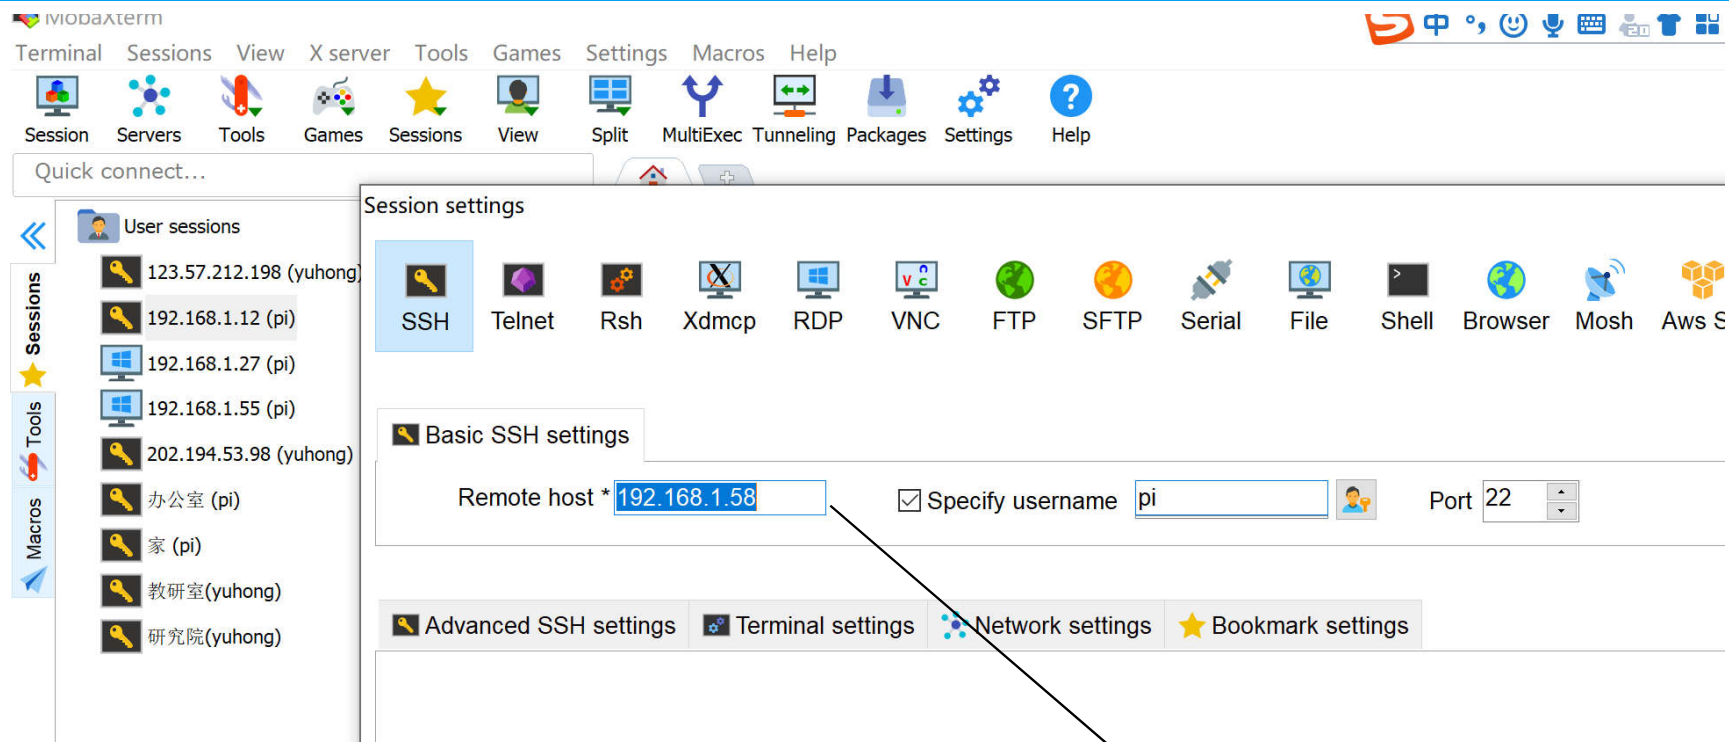 MobaXterm
中
Terminal Sessions View X server Tools Games Settings Macros Help
Session Servers Tools Games Sessions View Split MultiExec Tunneling Packages Settings Help
Quick connect...
Session settings
User sessions
123.57.212.198 (yuhong)
192.168.1.12 (pi)
192.168.1.27 (pi)
192.168.1.55 (pi)
202.194.53.98 (yuhong)
办公室 (pi)
家 (pi)
教研室(yuhong)
研究院(yuhong)
Sessions
Tools
Macros
SSH Telnet Rsh Xdmcp RDP VNC FTP SFTP Serial File Shell Browser Mosh Aws S
Basic SSH settings
Remote host * 192.168.1.58 Specify username pi Port 22
Advanced SSH settings Terminal settings Network settings Bookmark settings